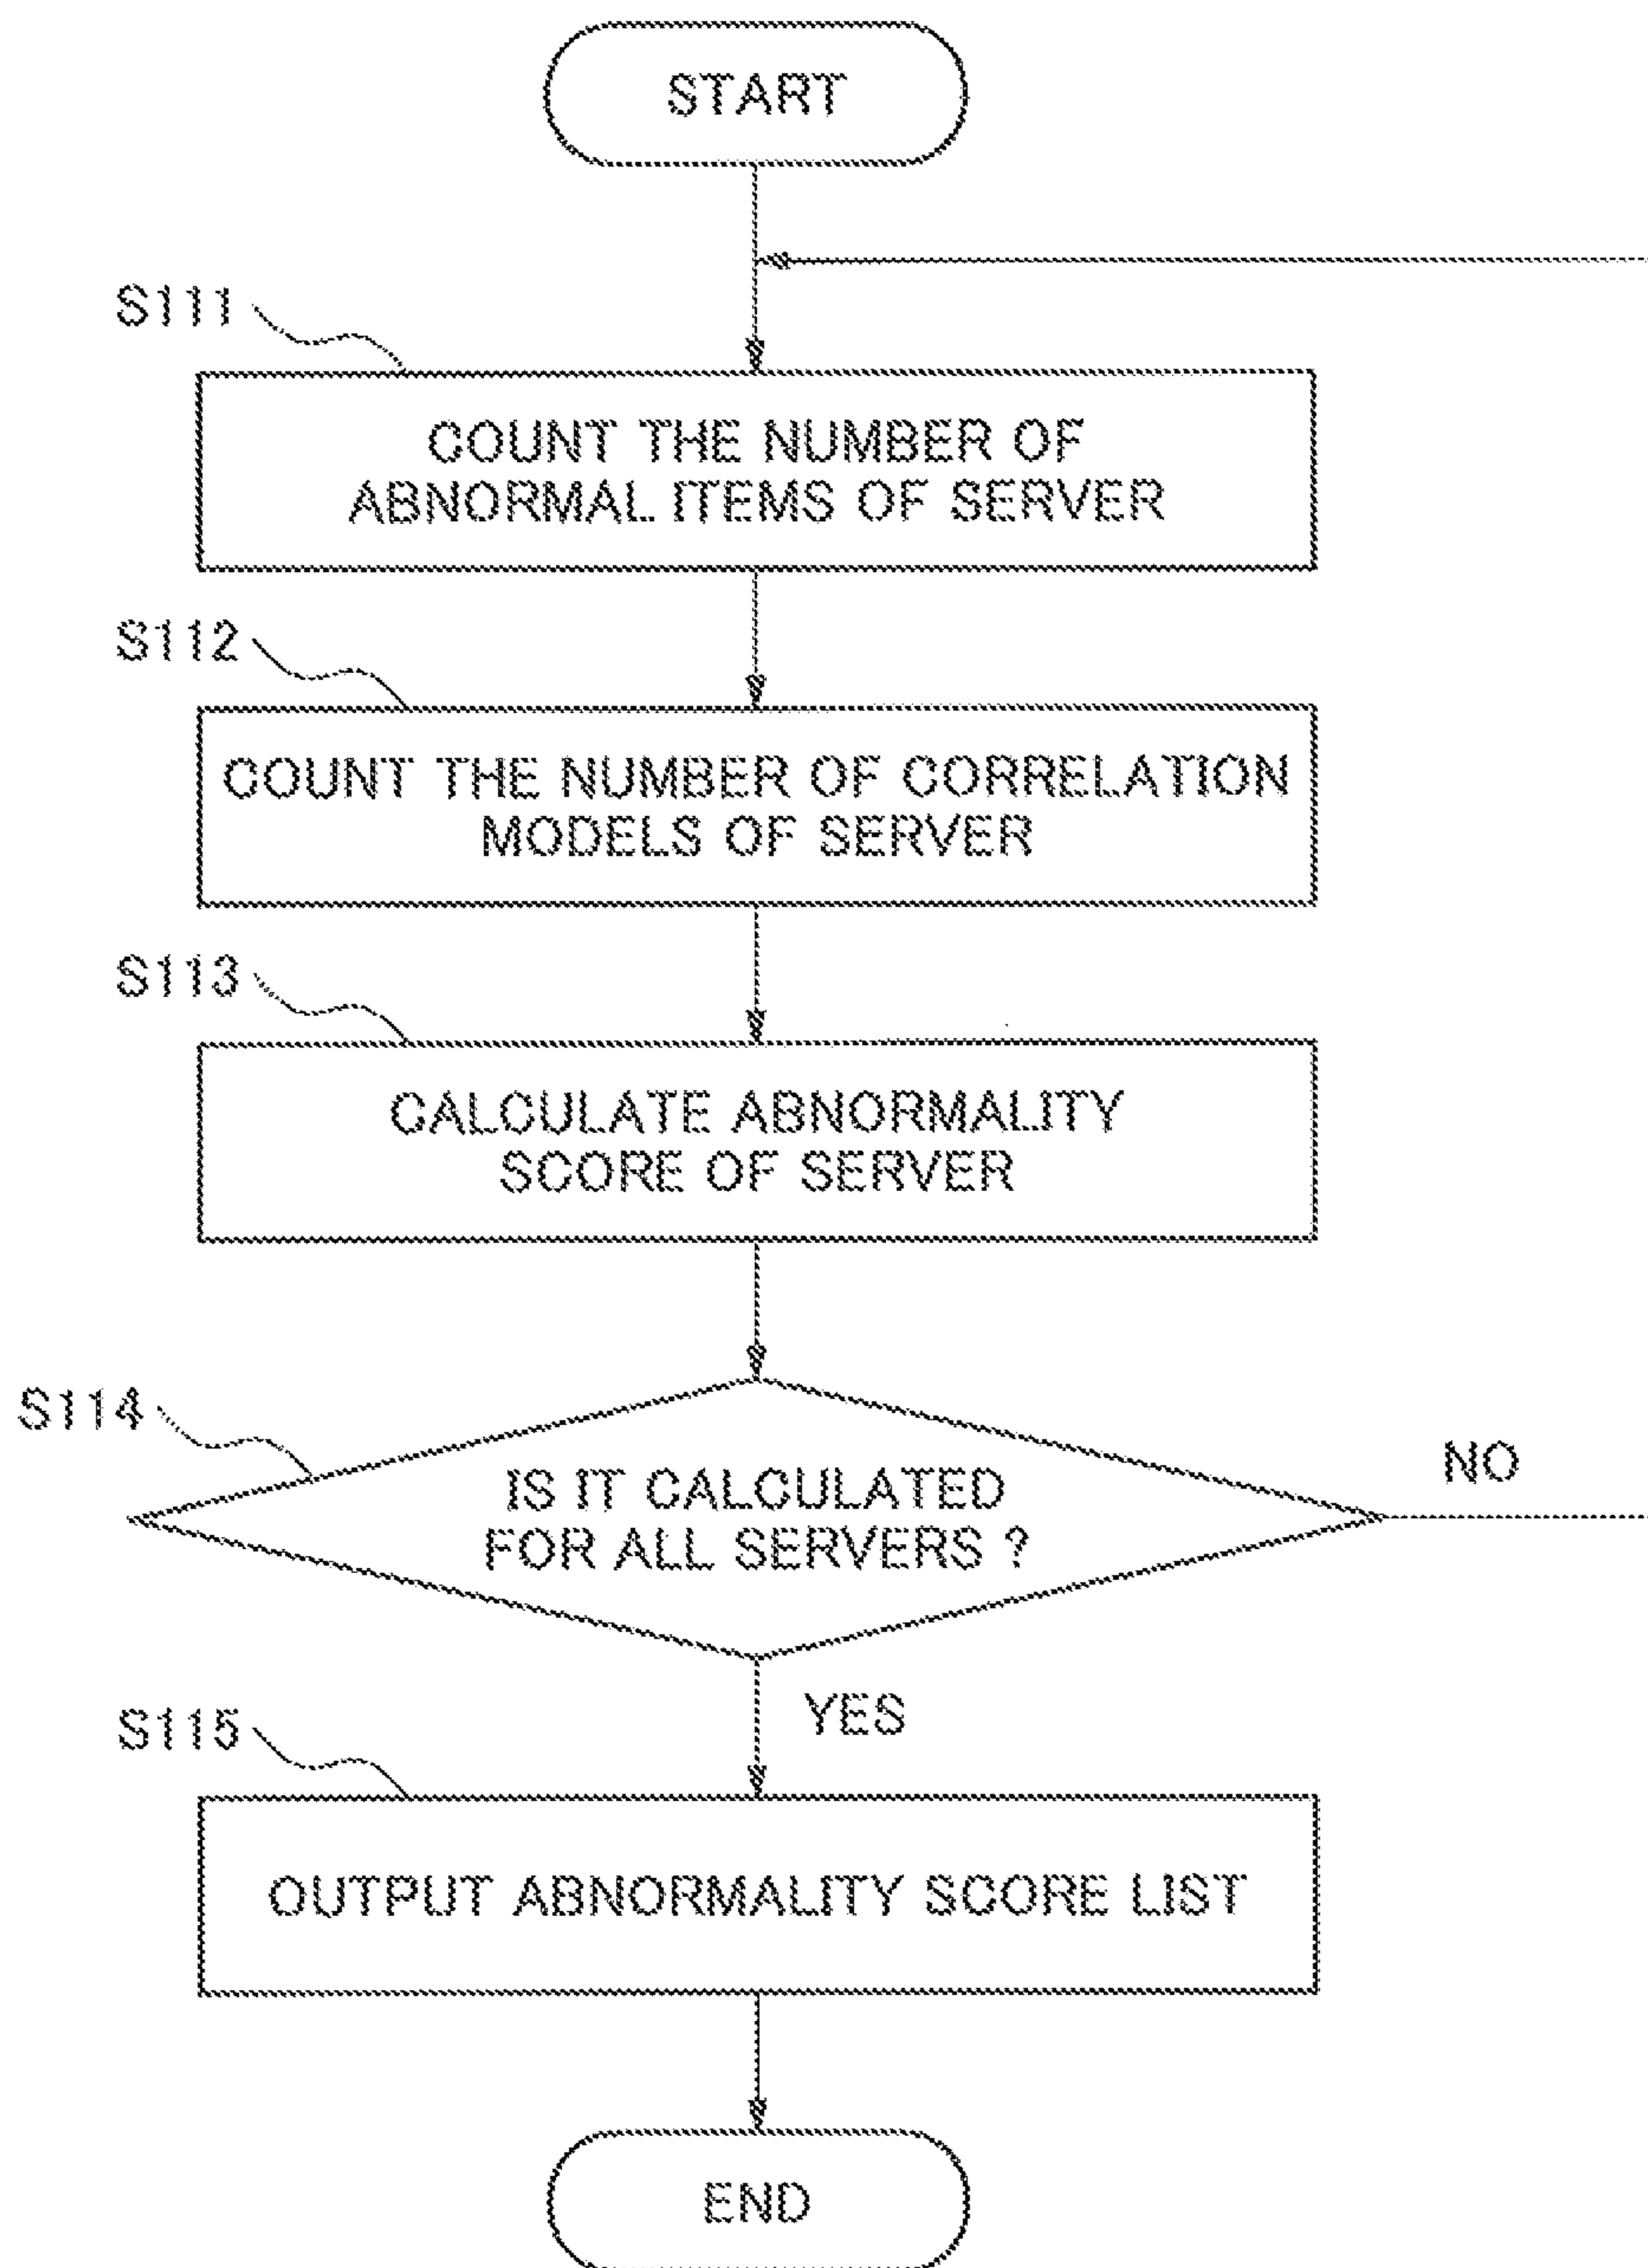 START
S111
COUNT THE NUMBER OF
ABNORMAL ITEMS OF SERVER
S112
COUNT THE NUMBER OF CORRELATION
MODELS OF SERVER
S113
CALCULATE ABNORMALITY
SCORE OF SERVER
S114
IS IT CALCULATED
FOR ALL SERVERS ?
NO
YES
S115
OUTPUT ABNORMALITY SCORE LIST
END